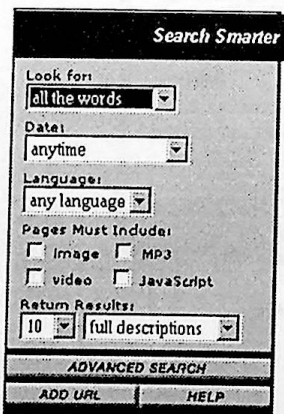 Search Smarter
Look for:
all the words
Date:
anytime
Language:
any language
Pages Must Include:
image MP3
video JavaScript
Return Results:
10 full descriptions
ADVANCED SEARCH
ADD URL HELP